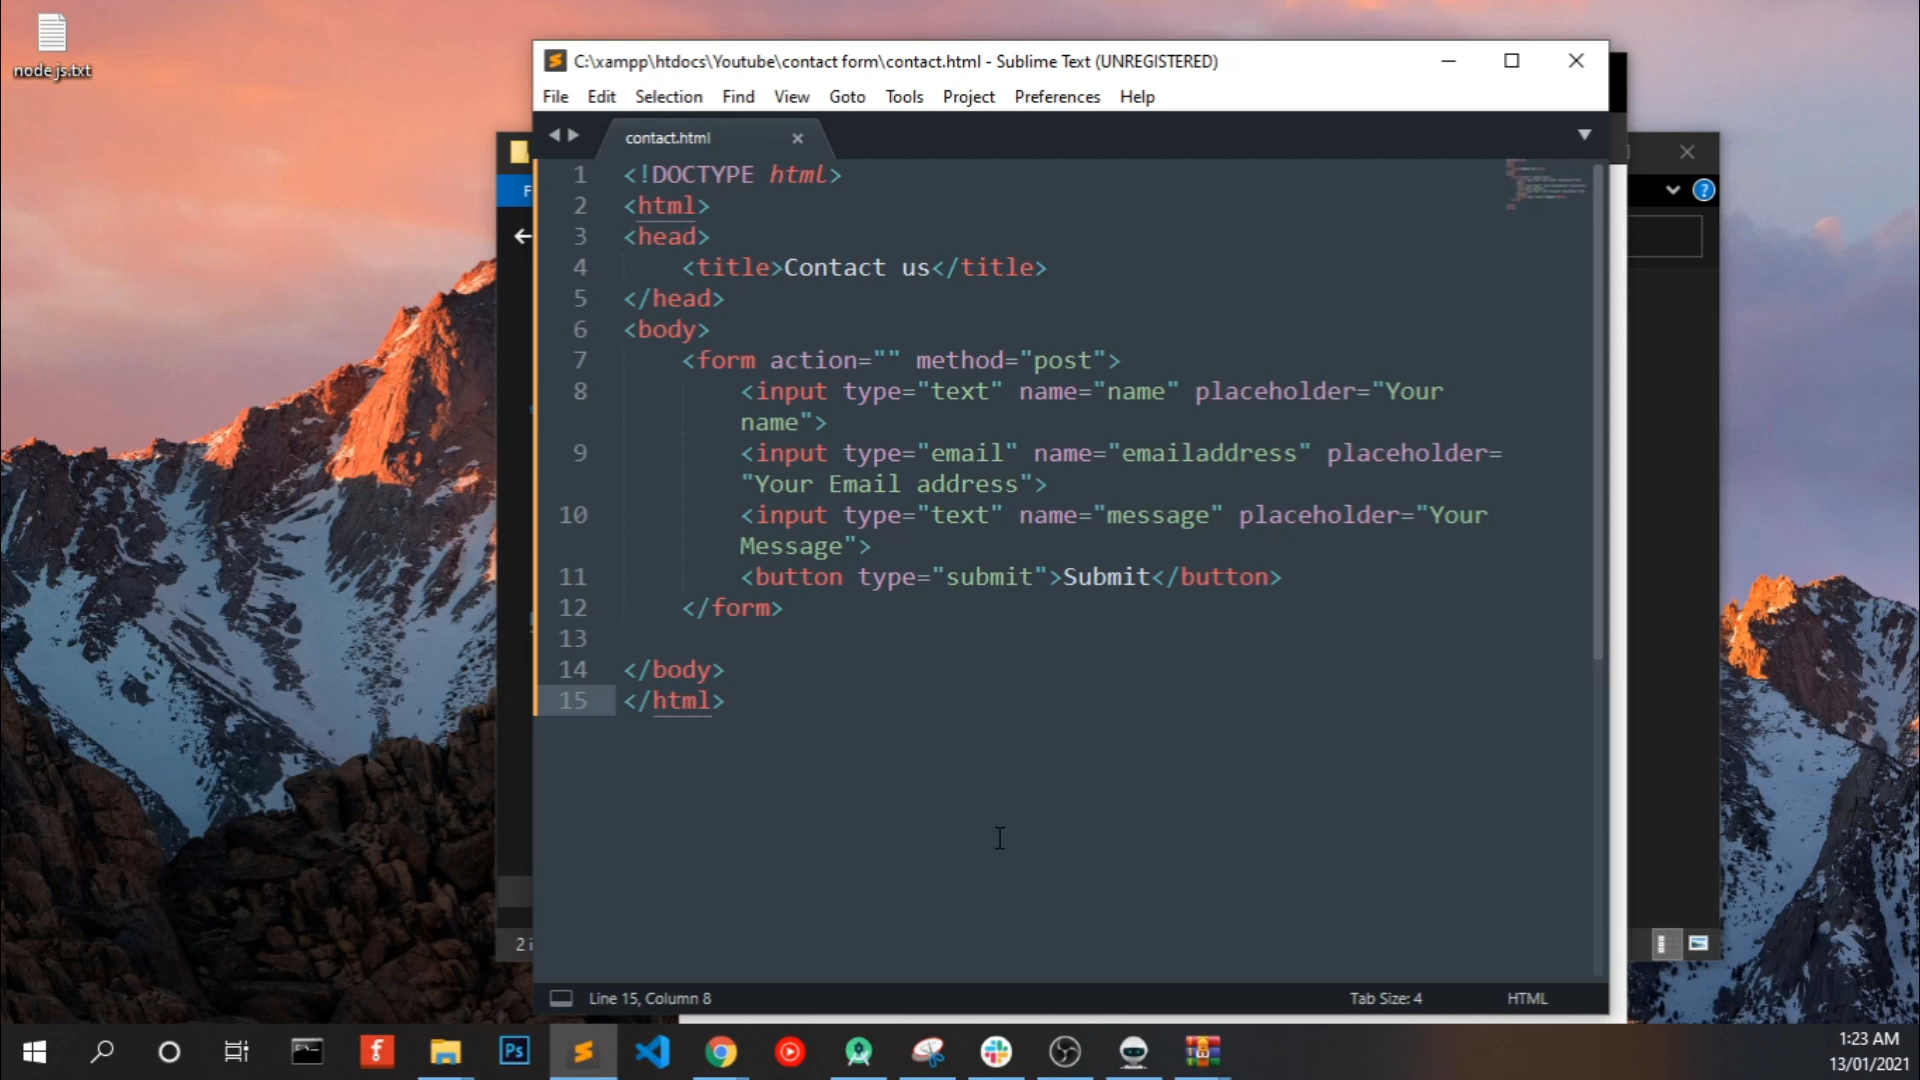 node js.txt
C:\xampp\htdocs\Youtube\contact form\contact.html - Sublime Text (UNREGISTERED)
File Edit Selection Find View Goto Tools Project Preferences Help
contact.html
1 <!DOCTYPE html>
2 <html>
3 <head>
4 <title>Contact us</title>
5 </head>
6 <body>
7 <form action="" method="post">
8 <input type="text" name="name" placeholder="Your
name">
9 <input type="email" name="emailaddress" placeholder=
"Your Email address">
10 <input type="text" name="message" placeholder="Your
Message">
11 <button type="submit">Submit</button>
12 </form>
13
14 </body>
15 </html>
2 i
Line 15, Column 8 Tab Size: 4 HTML
Ps
1:23 AM
13/01/2021